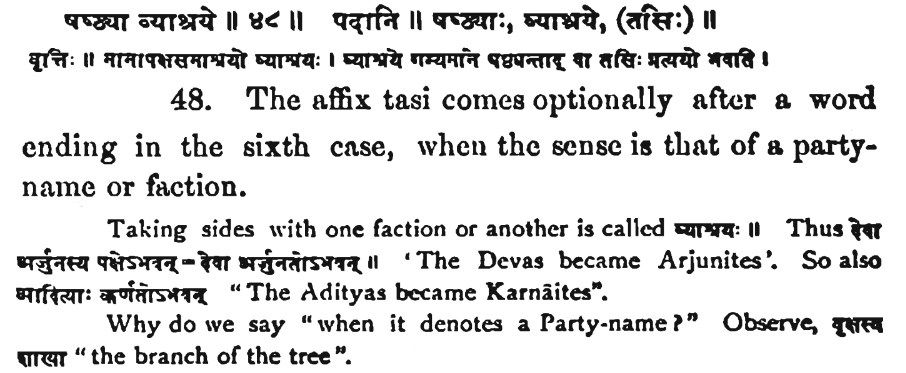 षष्ठ्या व्याश्रये ॥ ४८ ॥ पदानि ॥ षष्ठ्याः, व्याश्रये, (तसिः) ॥
वृत्तिः ॥ नानापक्षसमाश्रयो व्याश्रयः । व्याश्रये गम्यमाने षष्ठ्यन्ताद् वा तसिः प्रत्ययो भवति ।
48. The affix tasi comes optionally after a word
ending in the sixth case, when the sense is that of a party-
name or faction.
Taking sides with one faction or another is called व्याश्रयः ॥ Thus देवा
अर्जुनस्य पक्षेऽभवन् = देवा अर्जुनतोऽभवन् ॥ 'The Devas became Arjunites'. So also
आदित्याः कर्णतोऽभवन् "The Adityas became Karnāites".
Why do we say "when it denotes a Party-name?" Observe, वृक्षस्य
शाखा "the branch of the tree".